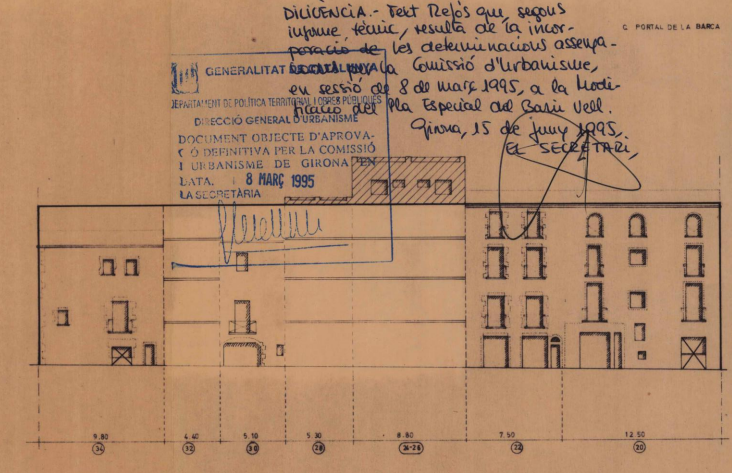 DILIGÈNCIA.- Text Refós que, segons
informe tècnic, resulta de la incor-
poració de les determinacions assenya-
lades per la Comissió d'Urbanisme,
en sessió de 8 de març 1995, a la Modi-
ficació del Pla Especial del Barri Vell.
Girona, 15 de juny 1995.
EL SECRETARI,
C. PORTAL DE LA BARCA
GENERALITAT DE CATALUNYA
DEPARTAMENT DE POLÍTICA TERRITORIAL I OBRES PÚBLIQUES
DIRECCIÓ GENERAL D'URBANISME
DOCUMENT OBJECTE D'APROVA-
C Ó DEFINITIVA PER LA COMISSIÓ
D URBANISME DE GIRONA EN
DATA. 8 MARÇ 1995
LA SECRETÀRIA
9.80 4.40 5.10 5.30 8.80 7.50 12.50
34 32 30 28 24-26 22 20